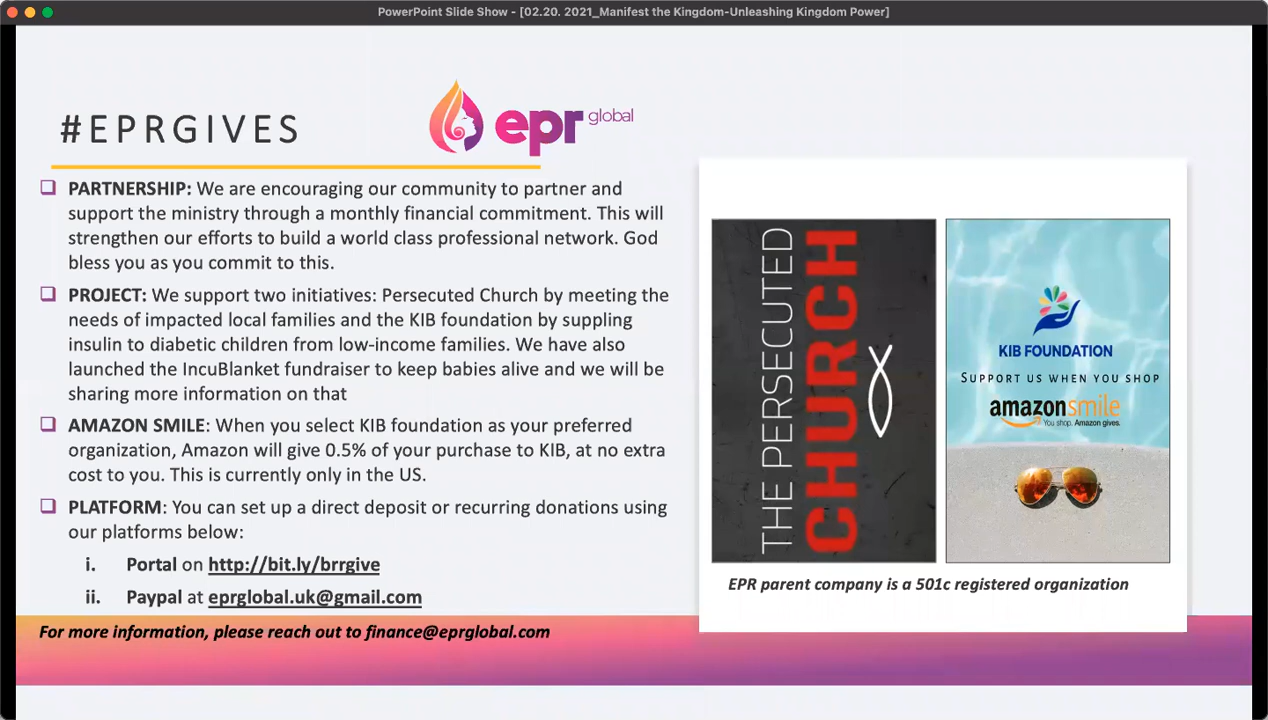 PowerPoint Slide Show - [02.20. 2021_Manifest the Kingdom-Unleashing Kingdom Power]
#EPRGIVES
epr global
PARTNERSHIP: We are encouraging our community to partner and
support the ministry through a monthly financial commitment. This will
strengthen our efforts to build a world class professional network. God
bless you as you commit to this.
PROJECT: We support two initiatives: Persecuted Church by meeting the
needs of impacted local families and the KIB foundation by suppling
insulin to diabetic children from low-income families. We have also
launched the IncuBlanket fundraiser to keep babies alive and we will be
sharing more information on that
AMAZON SMILE: When you select KIB foundation as your preferred
organization, Amazon will give 0.5% of your purchase to KIB, at no extra
cost to you. This is currently only in the US.
PLATFORM: You can set up a direct deposit or recurring donations using
our platforms below:
i. Portal on http://bit.ly/brrgive
ii. Paypal at eprglobal.uk@gmail.com
For more information, please reach out to finance@eprglobal.com
THE PERSECUTED
CHURCH
KIB FOUNDATION
SUPPORT US WHEN YOU SHOP
amazonsmile
You shop. Amazon gives.
EPR parent company is a 501c registered organization